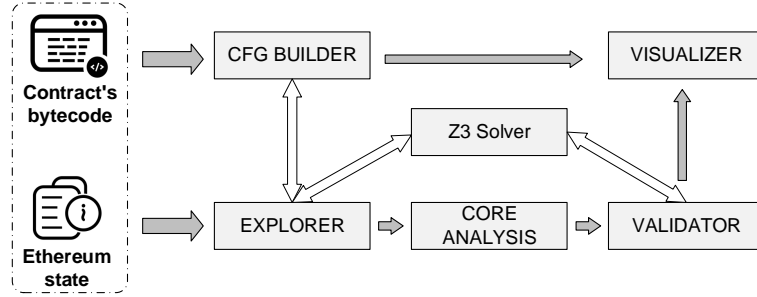 Contract's
bytecode
Ethereum
state
CFG BUILDER
VISUALIZER
Z3 Solver
EXPLORER
CORE
ANALYSIS
VALIDATOR